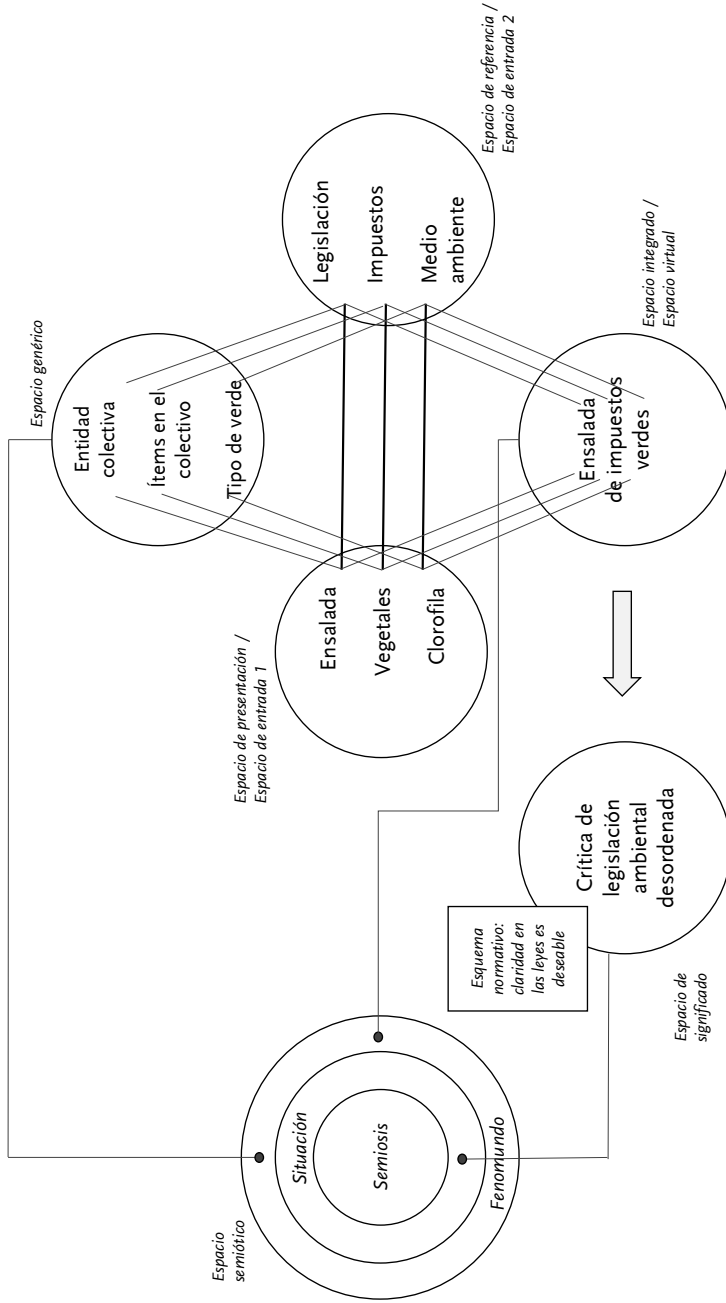 Espacio
semiótico
Situación
Semiosis
Fenomundo
Espacio de presentación /
Espacio de entrada 1
Ensalada
Vegetales
Clorofila
Espacio genérico
Entidad
colectiva
Ítems en el
colectivo
Tipo de verde
Legislación
Impuestos
Medio
ambiente
Espacio de referencia /
Espacio de entrada 2
Esquema
normativo:
claridad en
las leyes es
deseable
Crítica de
legislación
ambiental
desordenada
Espacio de
significado
Ensalada
de impuestos
verdes
Espacio integrado /
Espacio virtual